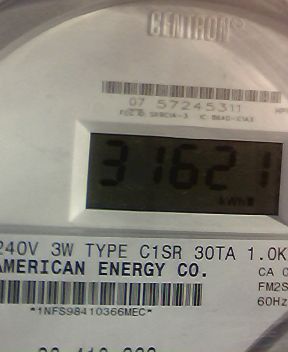 CENTRON®
07 57245311
31621
kWh
240V 3W TYPE C1SR 30TA 1.0K
AMERICAN ENERGY CO.
CA 0
FM2S
60Hz
*1NFS98410366MEC*